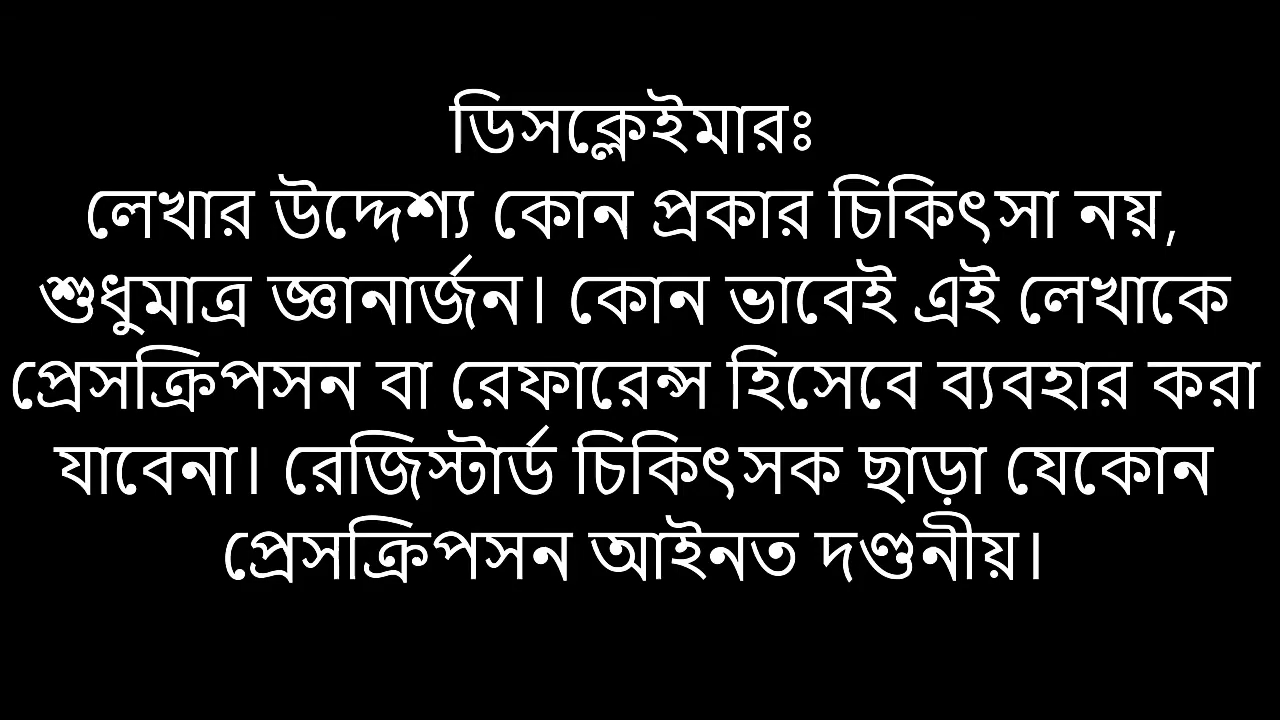 ডিসক্লেইমারঃ
লেখার উদ্দেশ্য কোন প্রকার চিকিৎসা নয়,
শুধুমাত্র জ্ঞানার্জন। কোন ভাবেই এই লেখাকে
প্রেসক্রিপসন বা রেফারেন্স হিসেবে ব্যবহার করা
যাবেনা। রেজিস্টার্ড চিকিৎসক ছাড়া যেকোন
প্রেসক্রিপসন আইনত দণ্ডনীয়।